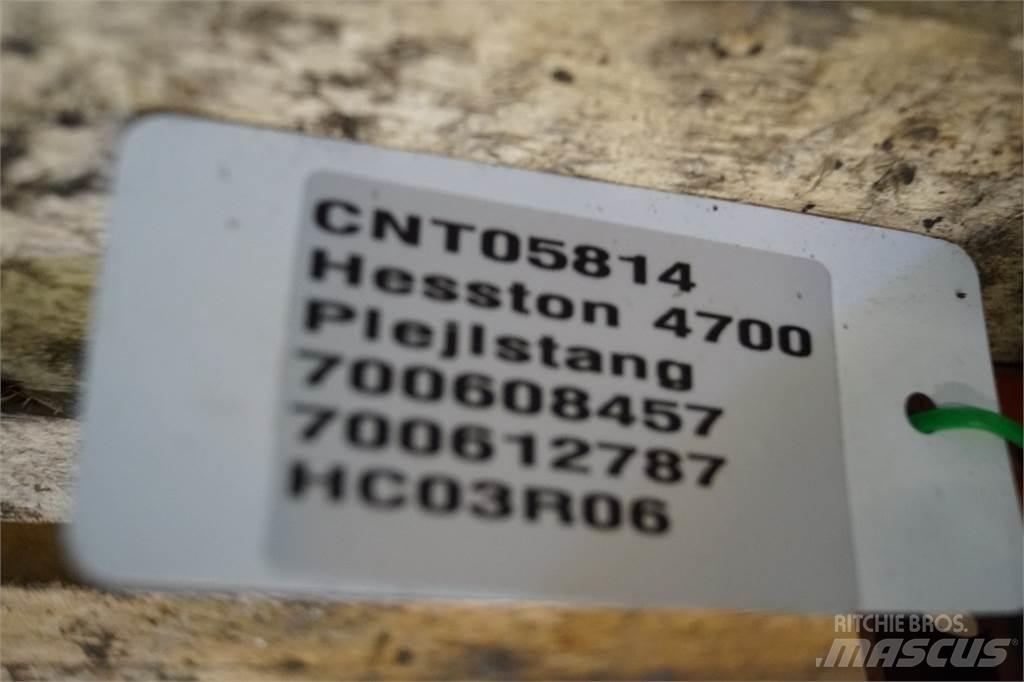 CNT05814
Hesston 4700
Plejlstang
700608457
700612787
HC03R06
RITCHIE BROS.
MASCUS